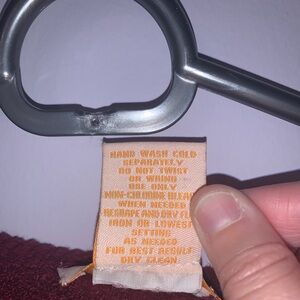 HAND WASH COLD
SEPARATELY
DO NOT TWIST
OR WRING
USE ONLY
NON-CHLORINE BLEACH
WHEN NEEDED
RESHAPE AND DRY FLAT
IRON ON LOWEST
SETTING
AS NEEDED
FOR BEST RESULT
DRY CLEAN